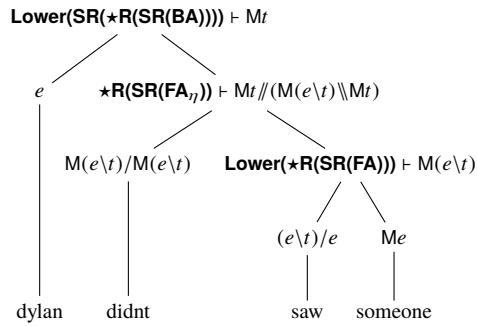 Lower(SR(⋆R(SR(BA)))) ⊢ Mt
e ⋆R(SR(FAη)) ⊢ Mt⫽(M(e\t)⑊Mt)
M(e\t)/M(e\t) Lower(⋆R(SR(FA))) ⊢ M(e\t)
(e\t)/e Me
dylan didnt saw someone